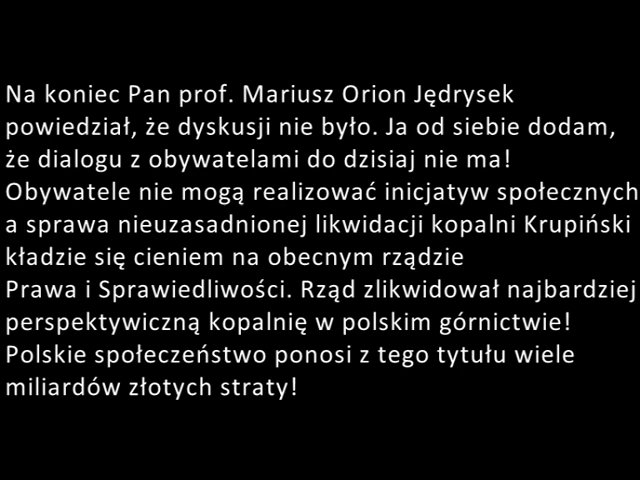 Na koniec Pan prof. Mariusz Orion Jędrysek
powiedział, że dyskusji nie było. Ja od siebie dodam,
że dialogu z obywatelami do dzisiaj nie ma!
Obywatele nie mogą realizować inicjatyw społecznych
a sprawa nieuzasadnionej likwidacji kopalni Krupiński
kładzie się cieniem na obecnym rządzie
Prawa i Sprawiedliwości. Rząd zlikwidował najbardziej
perspektywiczną kopalnię w polskim górnictwie!
Polskie społeczeństwo ponosi z tego tytułu wiele
miliardów złotych straty!